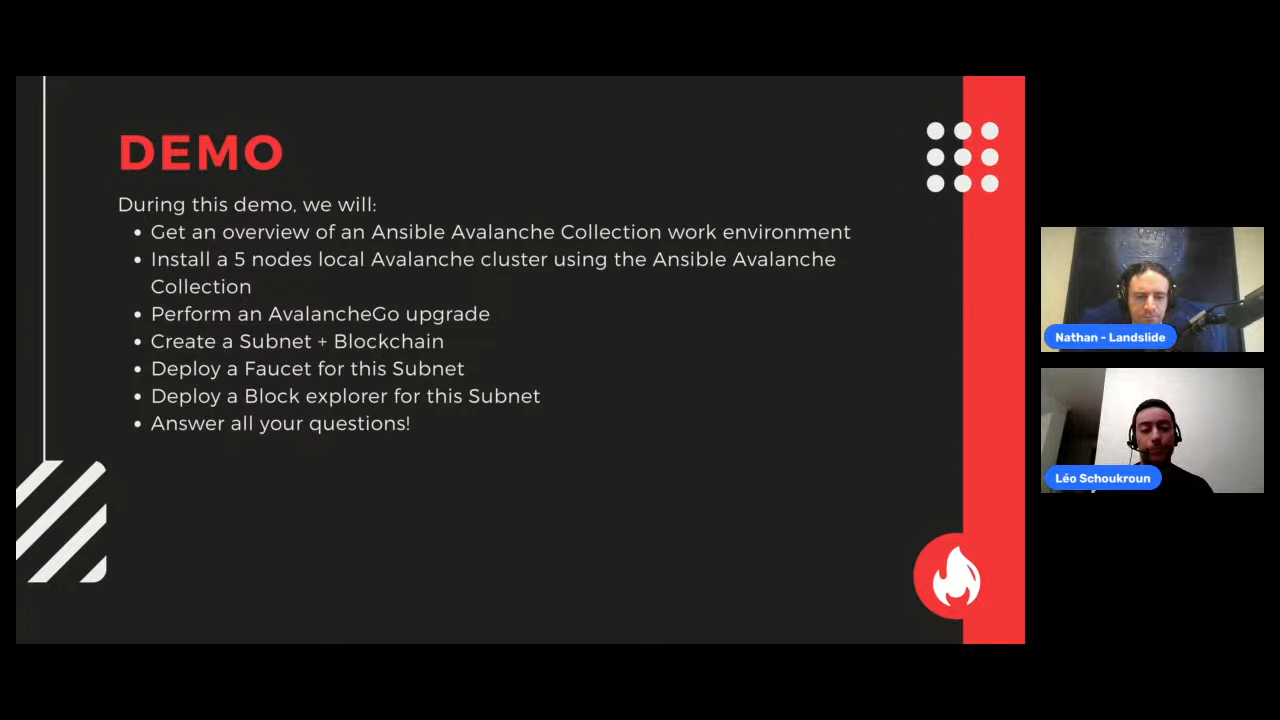 DEMO
During this demo, we will:
• Get an overview of an Ansible Avalanche Collection work environment
• Install a 5 nodes local Avalanche cluster using the Ansible Avalanche
Collection
• Perform an AvalancheGo upgrade
• Create a Subnet + Blockchain
• Deploy a Faucet for this Subnet
• Deploy a Block explorer for this Subnet
• Answer all your questions!
Nathan - Landslide
Léo Schoukroun